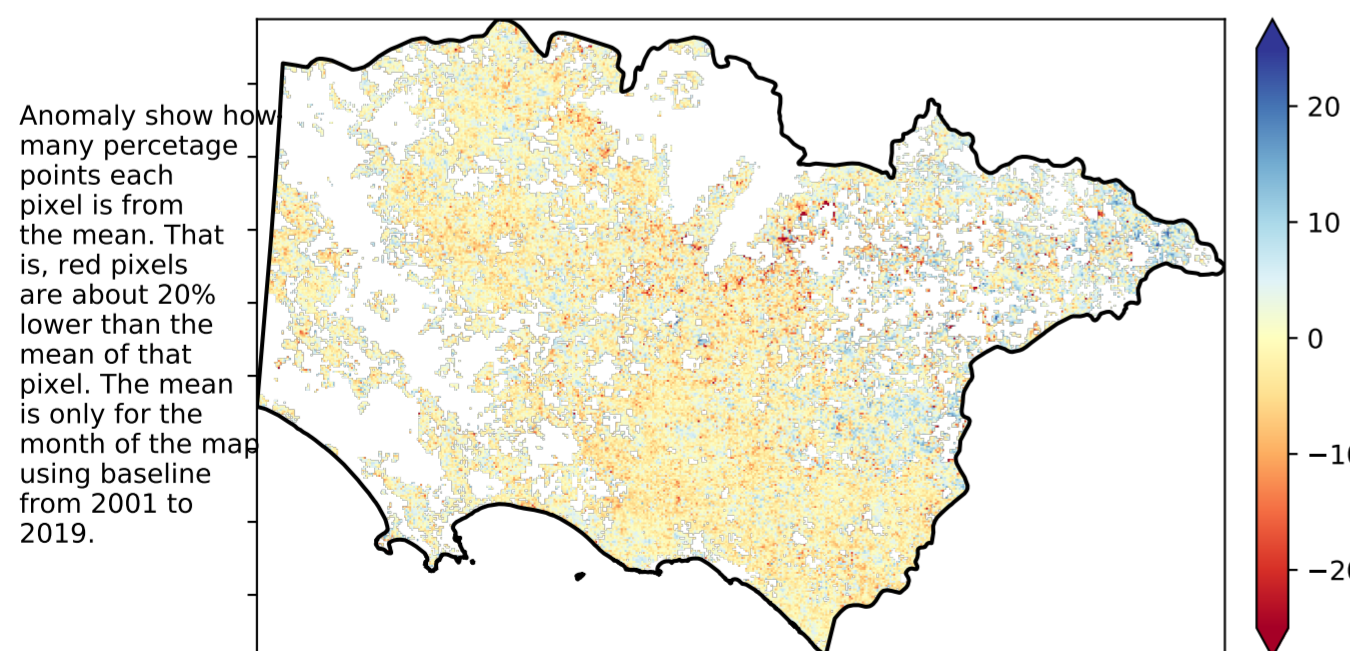 Anomaly show how
many percetage
points each
pixel is from
the mean. That
is, red pixels
are about 20%
lower than the
mean of that
pixel. The mean
is only for the
month of the map
using baseline
from 2001 to
2019.
20
10
0
−10
−20